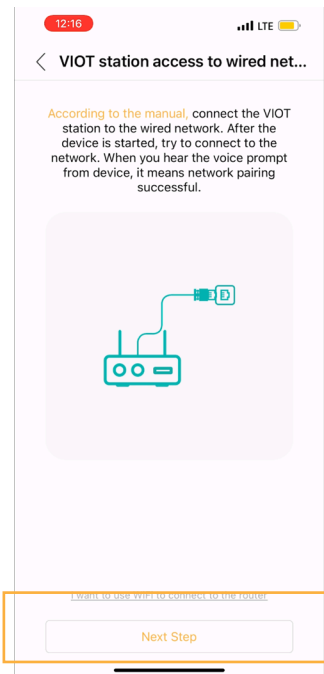 12:16
LTE
VIOT station access to wired net...
According to the manual, connect the VIOT
station to the wired network. After the
device is started, try to connect to the
network. When you hear the voice prompt
from device, it means network pairing
successful.
I want to use WiFi to connect to the router
Next Step